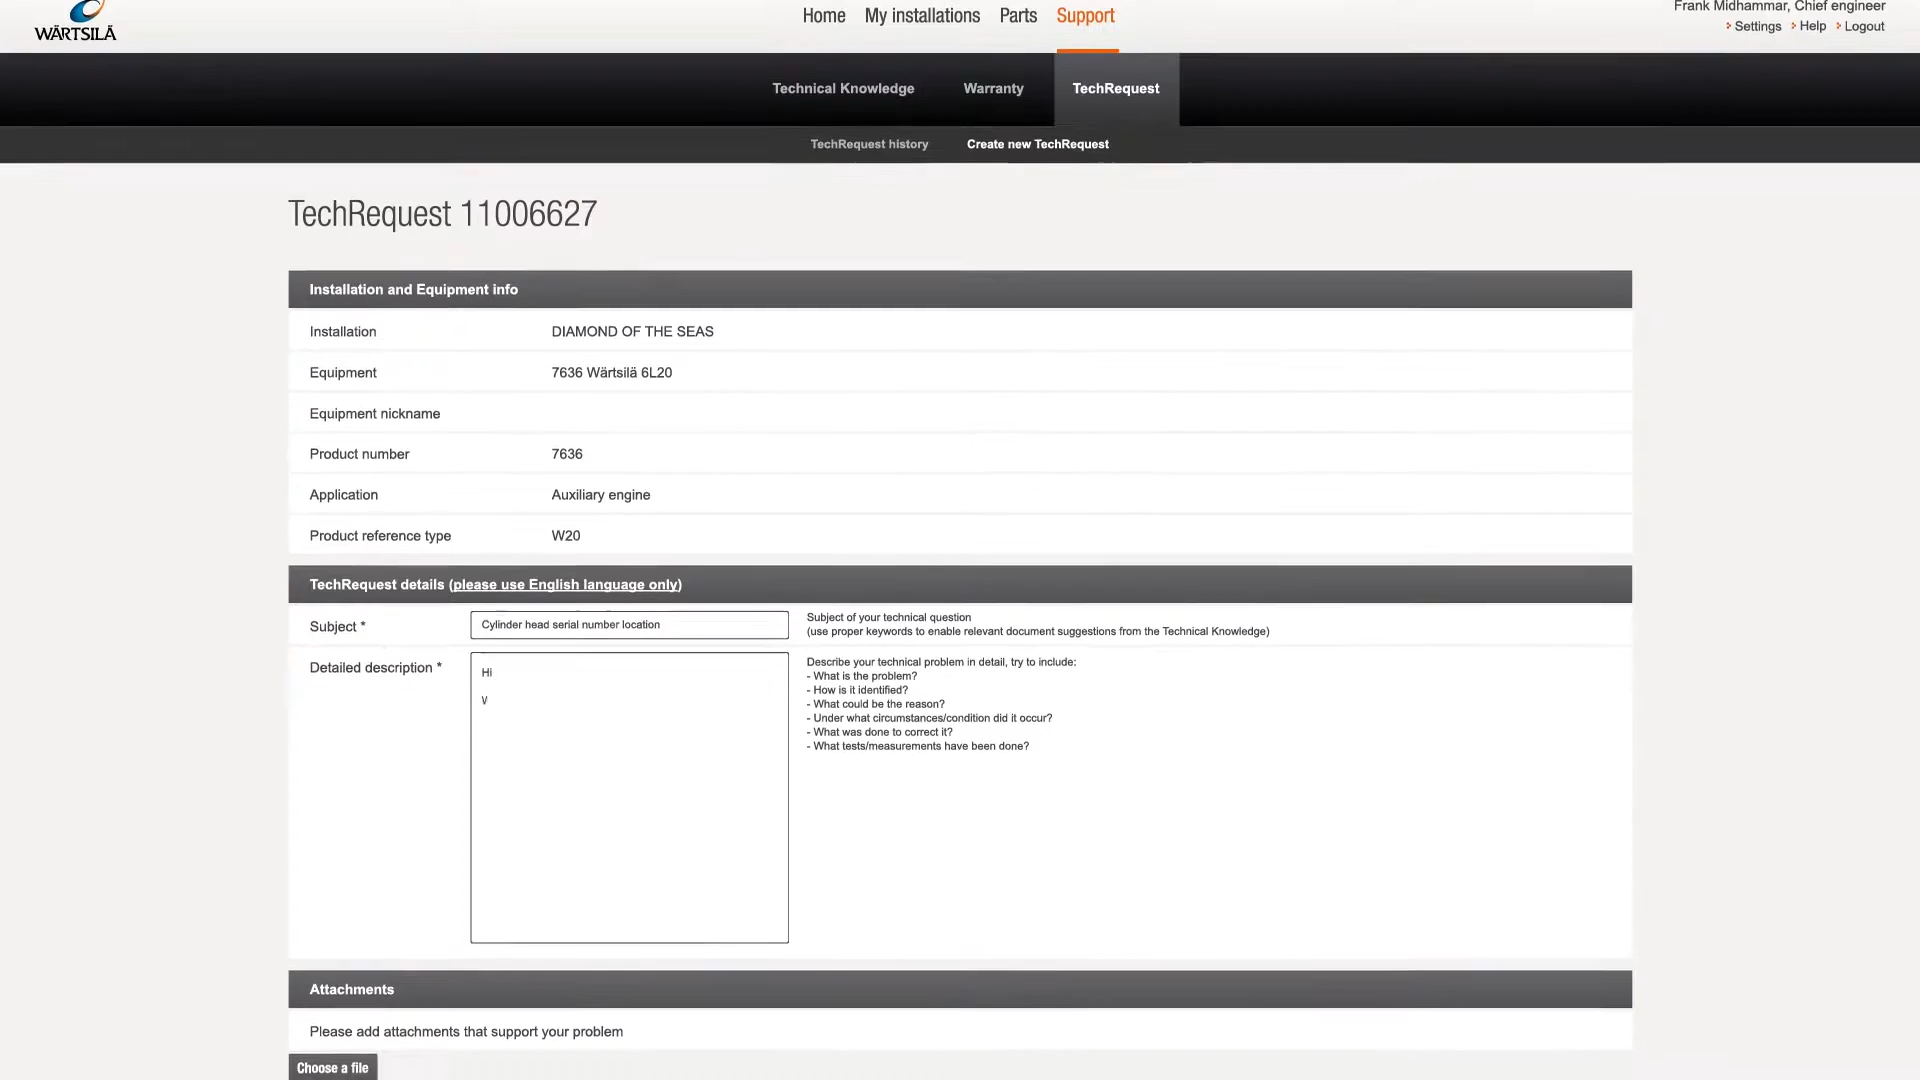 WÄRTSILÄ
Home My installations Parts Support
Frank Midhammar, Chief engineer
Settings Help Logout
Technical Knowledge Warranty TechRequest
TechRequest history Create new TechRequest
TechRequest 11006627
Installation and Equipment info
Installation DIAMOND OF THE SEAS
Equipment 7636 Wärtsilä 6L20
Equipment nickname
Product number 7636
Application Auxiliary engine
Product reference type W20
TechRequest details (please use English language only)
Subject * Cylinder head serial number location
Subject of your technical question
(use proper keywords to enable relevant document suggestions from the Technical Knowledge)
Detailed description *
Hi
V
Describe your technical problem in detail, try to include:
- What is the problem?
- How is it identified?
- What could be the reason?
- Under what circumstances/condition did it occur?
- What was done to correct it?
- What tests/measurements have been done?
Attachments
Please add attachments that support your problem
Choose a file